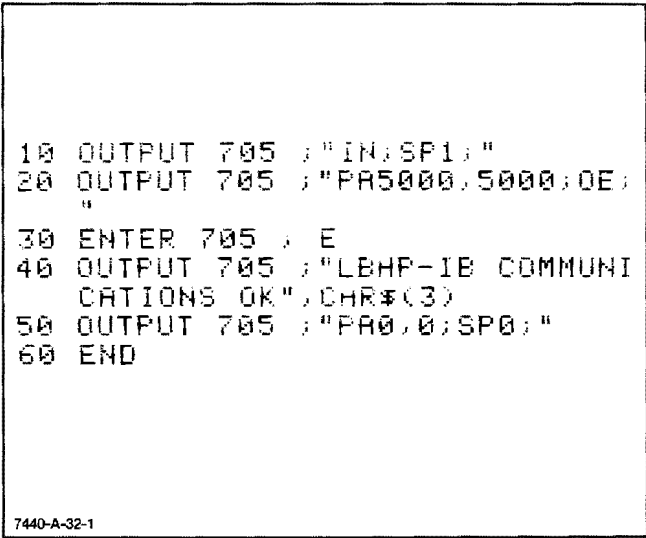 10 OUTPUT 705 ;"IN;SP1;"
20 OUTPUT 705 ;"PA5000,5000;OE;
"
30 ENTER 705 ; E
40 OUTPUT 705 ;"LBHP-IB COMMUNI
CATIONS OK",CHR$(3)
50 OUTPUT 705 ;"PA0,0;SP0;"
60 END
7440-A-32-1